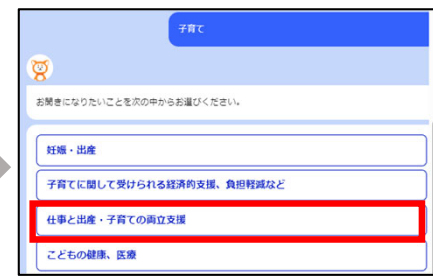 子育て
お聞きになりたいことを次の中からお選びください。
妊娠・出産
子育てに関して受けられる経済的支援、負担軽減など
仕事と出産・子育ての両立支援
こどもの健康、医療